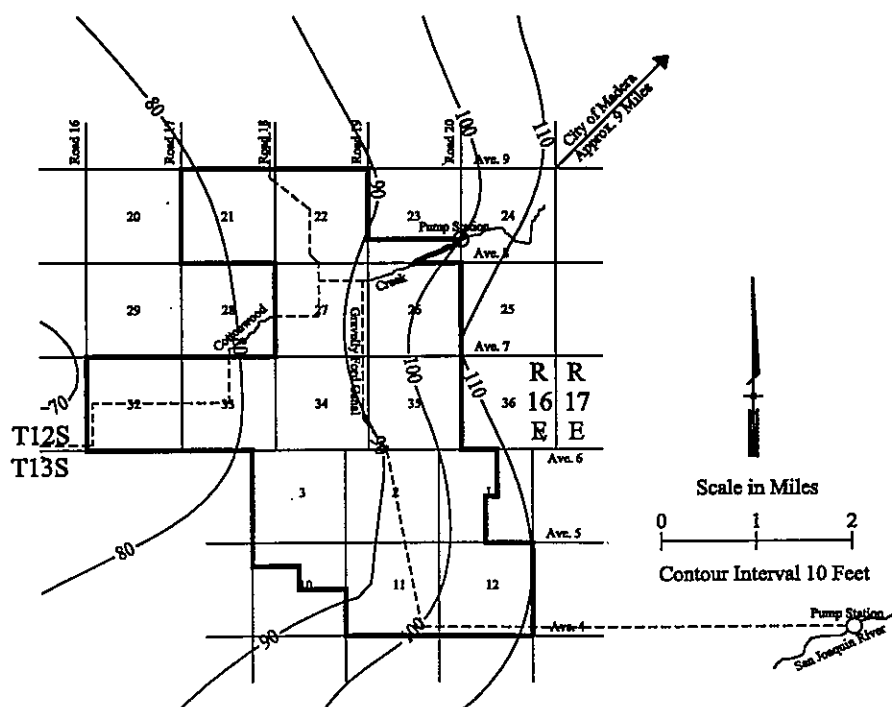 80
100
110
City of Madera
Approx. 9 Miles
Road 16
Road 17
Road 18
Road 19
Road 20
Ave. 9
90
20
21
22
23
24
Pump Station
Ave. 8
Creek
29
28
27
26
25
Cottonwood
Gravelly Ford Canal
Ave. 7
100
110
R R
16 17
E E
70
32
33
34
35
36
T12S
T13S
Ave. 6
3
2
1
Scale in Miles
0 1 2
Contour Interval 10 Feet
Ave. 5
80
10
11
12
90
100
Ave. 4
Pump Station
San Joaquin River